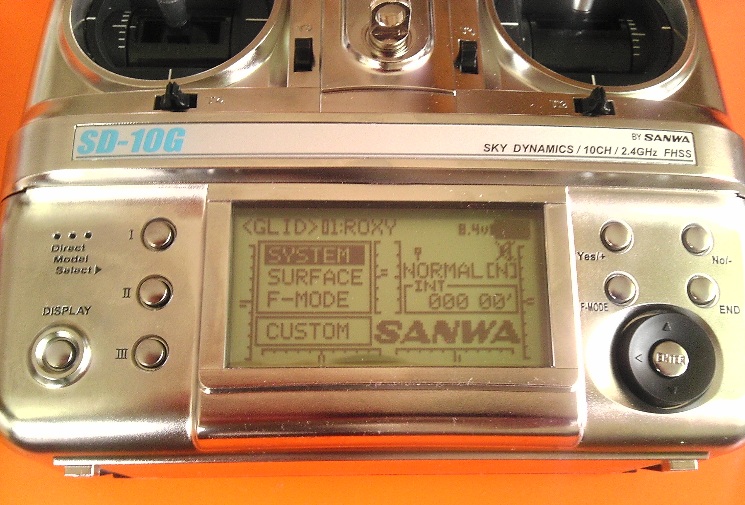 SD-10G
BY SANWA
SKY DYNAMICS / 10CH / 2.4GHz FHSS
Direct
Model
Select
I
II
III
DISPLAY
<GLID>01:ROXY 8.4v
SYSTEM
SURFACE
F-MODE
CUSTOM
NORMAL[N]
INT
000 00'
SANWA
Yes/+
No/-
F-MODE
END
ENTER